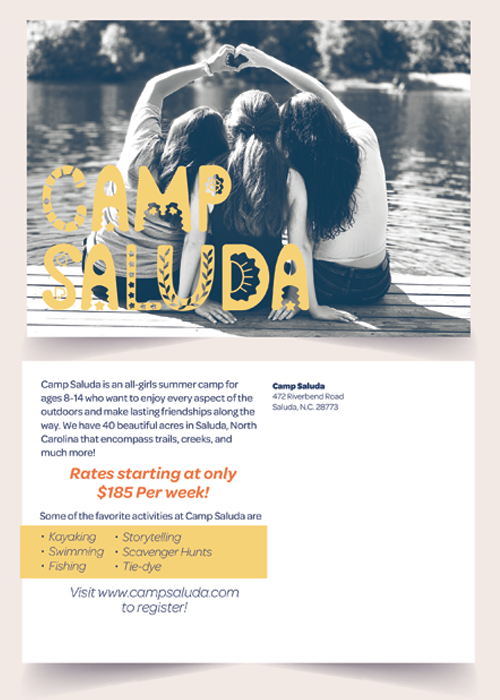 CAMP
SALUDA
Camp Saluda is an all-girls summer camp for
ages 8-14 who want to enjoy every aspect of the
outdoors and make lasting friendships along the
way. We have 40 beautiful acres in Saluda, North
Carolina that encompass trails, creeks, and
much more!
Rates starting at only
$185 Per week!
Some of the favorite activities at Camp Saluda are
• Kayaking
• Swimming
• Fishing
• Storytelling
• Scavenger Hunts
• Tie-dye
Visit www.campsaluda.com
to register!
Camp Saluda
472 Riverbend Road
Saluda, N.C. 28773